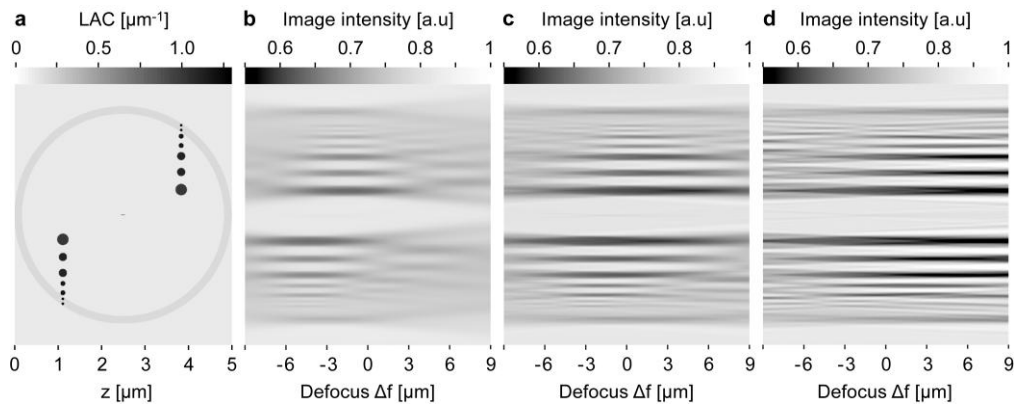 a LAC [µm⁻¹] b Image intensity [a.u] c Image intensity [a.u] d Image intensity [a.u]
0 0.5 1.0 0.6 0.7 0.8 1 0.6 0.7 0.8 1 0.6 0.7 0.8 1
0 1 2 3 4 5 -6 -3 0 3 6 9 -6 -3 0 3 6 9 -6 -3 0 3 6 9
z [µm] Defocus Δf [µm] Defocus Δf [µm] Defocus Δf [µm]